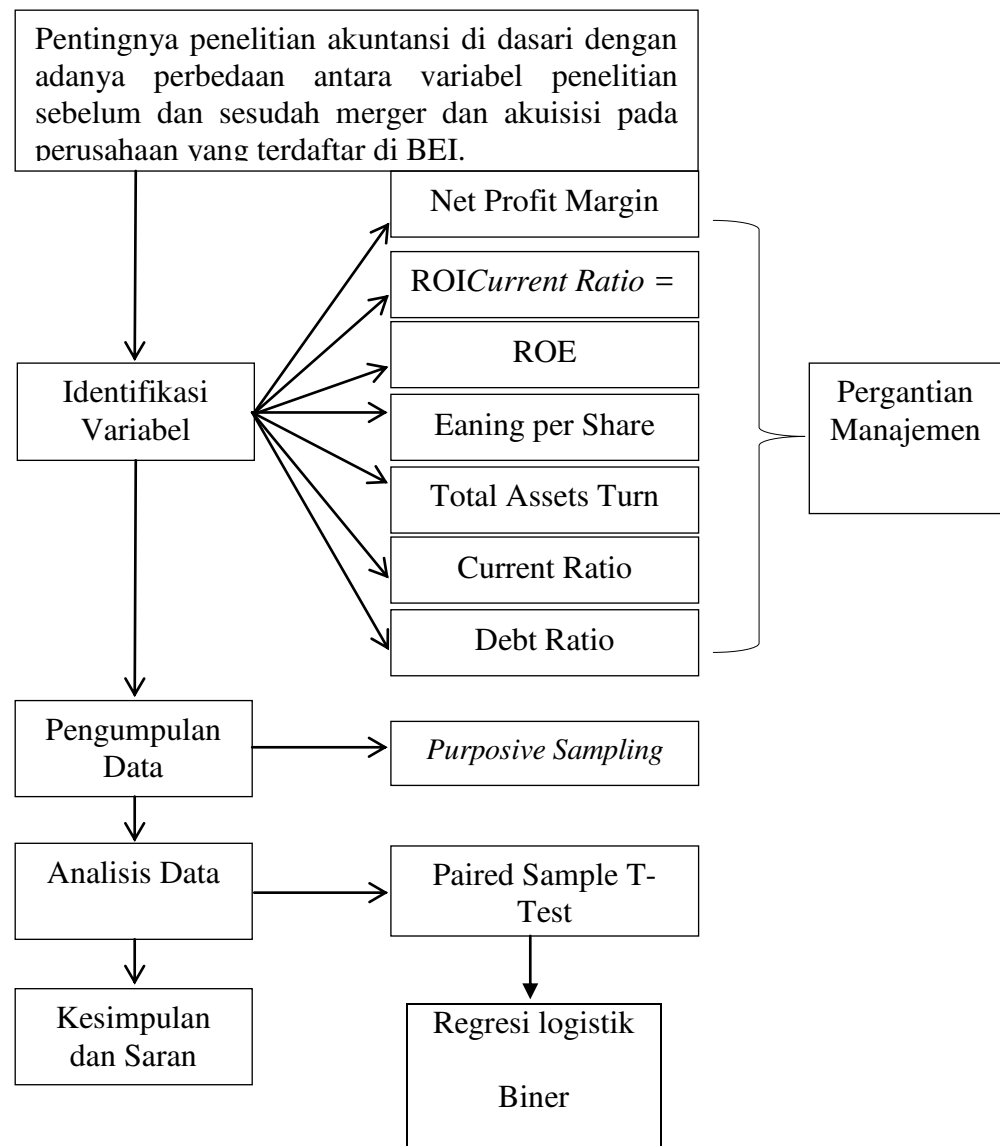 Pentingnya penelitian akuntansi di dasari dengan
adanya perbedaan antara variabel penelitian
sebelum dan sesudah merger dan akuisisi pada
perusahaan yang terdaftar di BEI.
Net Profit Margin
ROICurrent Ratio =
ROE
Eaning per Share
Total Assets Turn
Current Ratio
Debt Ratio
Identifikasi
Variabel
Pergantian
Manajemen
Pengumpulan
Data
Purposive Sampling
Analisis Data
Paired Sample T-
Test
Kesimpulan
dan Saran
Regresi logistik
Biner